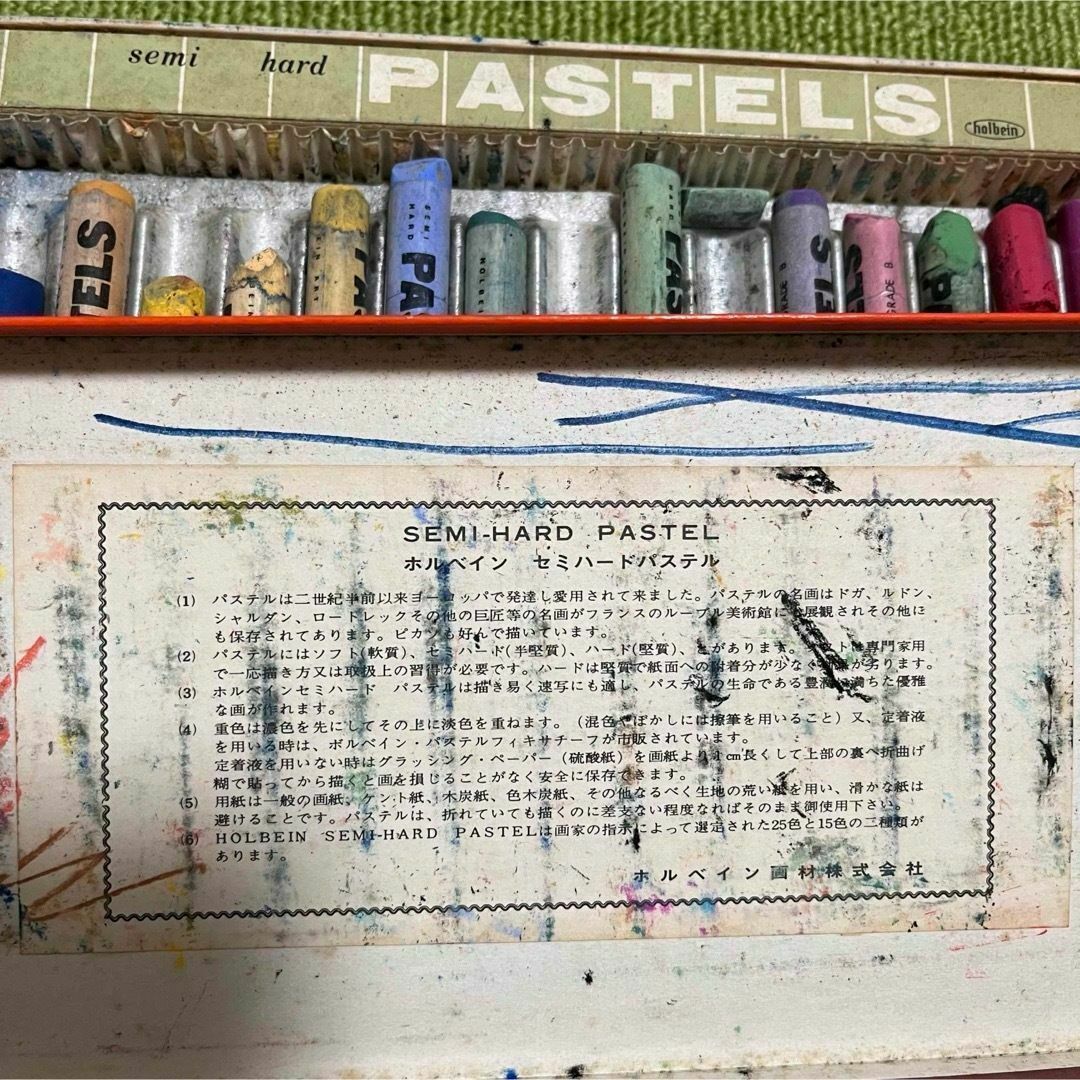 semi hard PASTELS
holbein
TELS
SEMI
HARD
PA
HARD
PAS
ELS
GRADE B
SEMI-HARD PASTEL
ホルベイン セミハードパステル
(1) パステルは二世紀半前以来ヨーロッパで発達し愛用されて来ました。パステルの名画はドガ、ルドン、
シャルダン、ロートレックその他の巨匠等の名画がフランスのルーブル美術館に 展観されその他に
も保存されてあります。ピカソも好んで描いています。
(2) パステルにはソフト(軟質)、セミハード(半堅質)、ハード(堅質)、とがあります。 は専門家用
で一応描き方又は取扱上の習得が必要です。ハードは堅質で紙面への附着分が少なく 劣ります。
(3) ホルベインセミハード パステルは描き易く速写にも適し、パステルの生命である豊 に満ちた優雅
な画が作れます。
(4) 重色は濃色を先にしてその上に淡色を重ねます。(混色やぼかしには擦筆を用いること)又、定着液
を用いる時は、ホルベイン・パステルフィキサチーフが市販されています。
定着液を用いない時はグラッシング・ペーパー(硫酸紙)を画紙より1cm長くして上部の裏へ折曲げ
糊で貼ってから描くと画を損じることがなく安全に保存できます。
(5) 用紙は一般の画紙、ケント紙、木炭紙、色木炭紙、その他なるべく生地の荒い紙を用い、滑かな紙は
避けることです。パステルは、折れていても描くのに差支ない程度なればそのまま御使用下さい。
(6) HOLBEIN SEMI-HARD PASTELは画家の指示によって選定された25色と15色の二種類が
あります。
ホルベイン画材株式会社